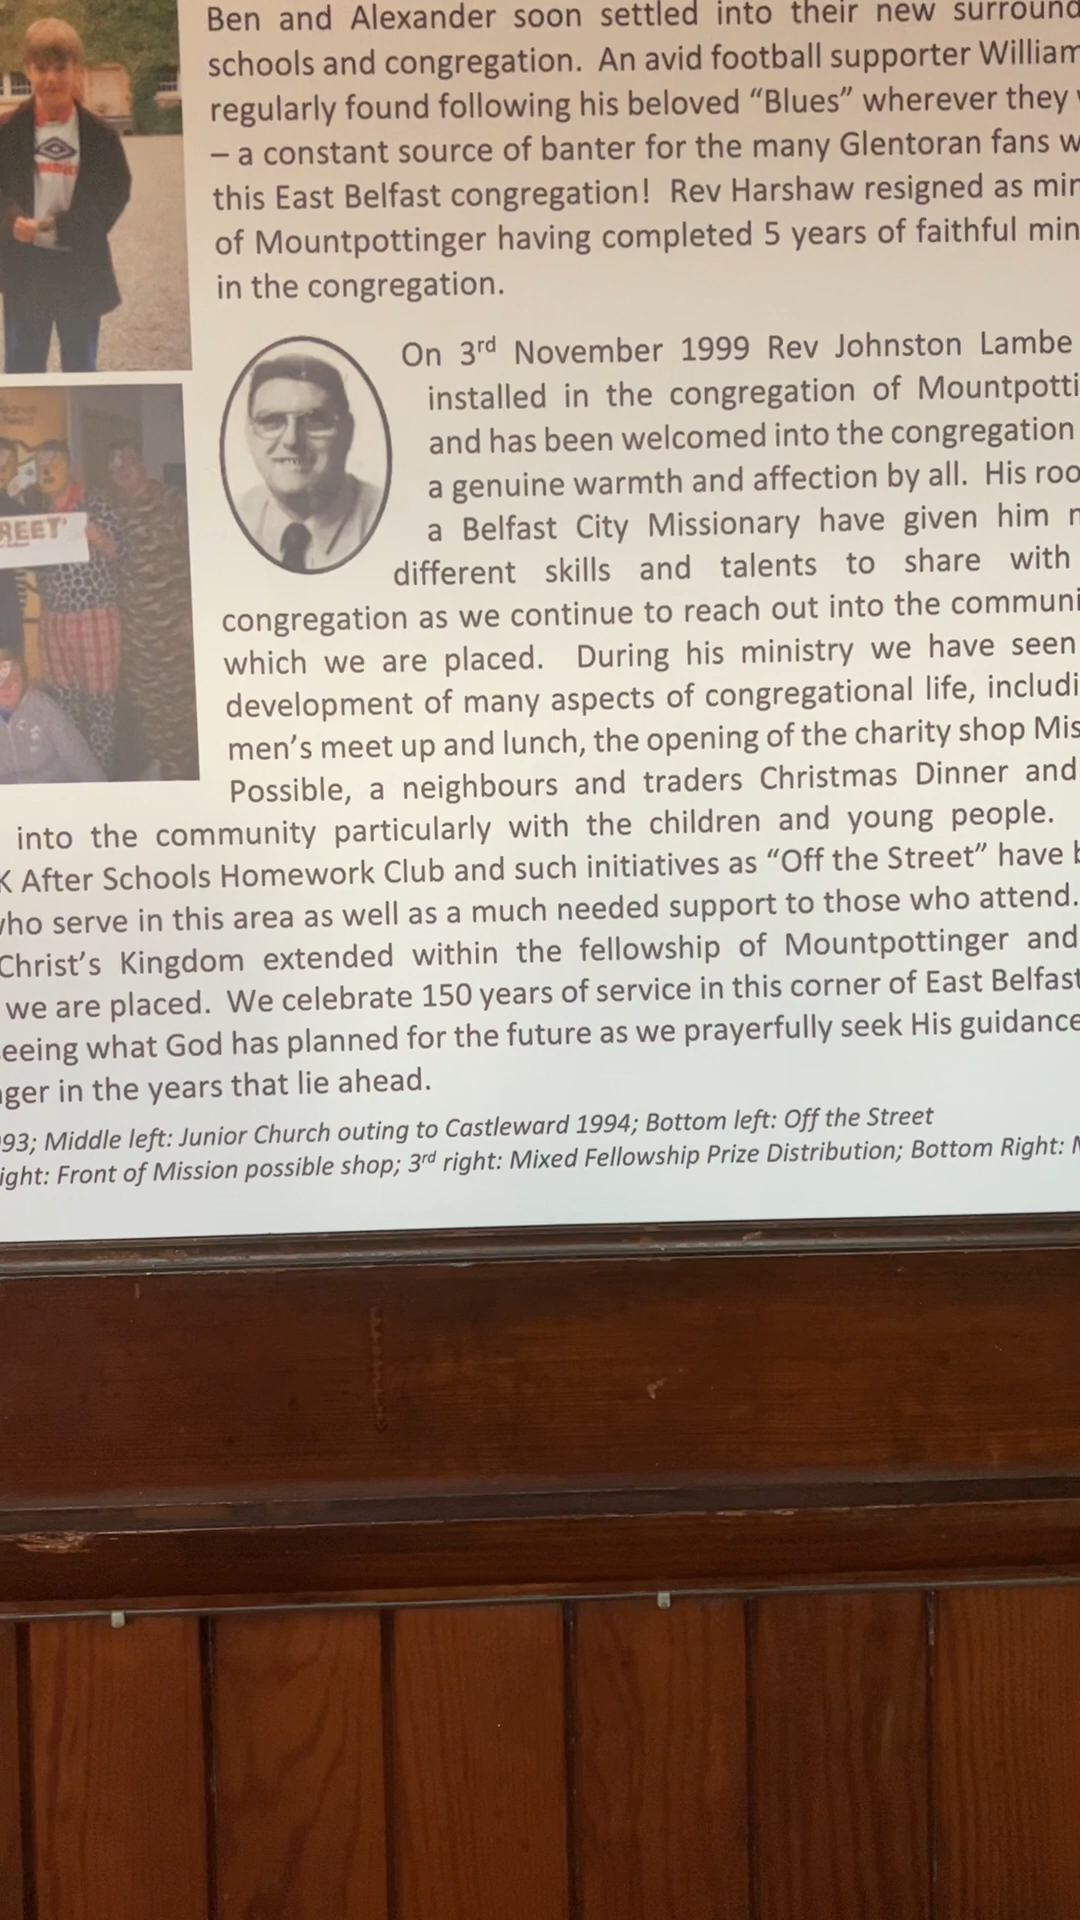 Ben and Alexander soon settled into their new surround
schools and congregation. An avid football supporter William
regularly found following his beloved “Blues” wherever they
– a constant source of banter for the many Glentoran fans w
this East Belfast congregation! Rev Harshaw resigned as min
of Mountpottinger having completed 5 years of faithful min
in the congregation.
On 3rd November 1999 Rev Johnston Lambe
installed in the congregation of Mountpotti
and has been welcomed into the congregation
a genuine warmth and affection by all. His roo
a Belfast City Missionary have given him
different skills and talents to share with
congregation as we continue to reach out into the communi
which we are placed. During his ministry we have seen
development of many aspects of congregational life, includi
men’s meet up and lunch, the opening of the charity shop Mis
Possible, a neighbours and traders Christmas Dinner and
into the community particularly with the children and young people.
K After Schools Homework Club and such initiatives as “Off the Street” have b
who serve in this area as well as a much needed support to those who attend.
Christ’s Kingdom extended within the fellowship of Mountpottinger and
we are placed. We celebrate 150 years of service in this corner of East Belfast
eeing what God has planned for the future as we prayerfully seek His guidance
ger in the years that lie ahead.
93; Middle left: Junior Church outing to Castleward 1994; Bottom left: Off the Street
ight: Front of Mission possible shop; 3rd right: Mixed Fellowship Prize Distribution; Bottom Right: M
REET'